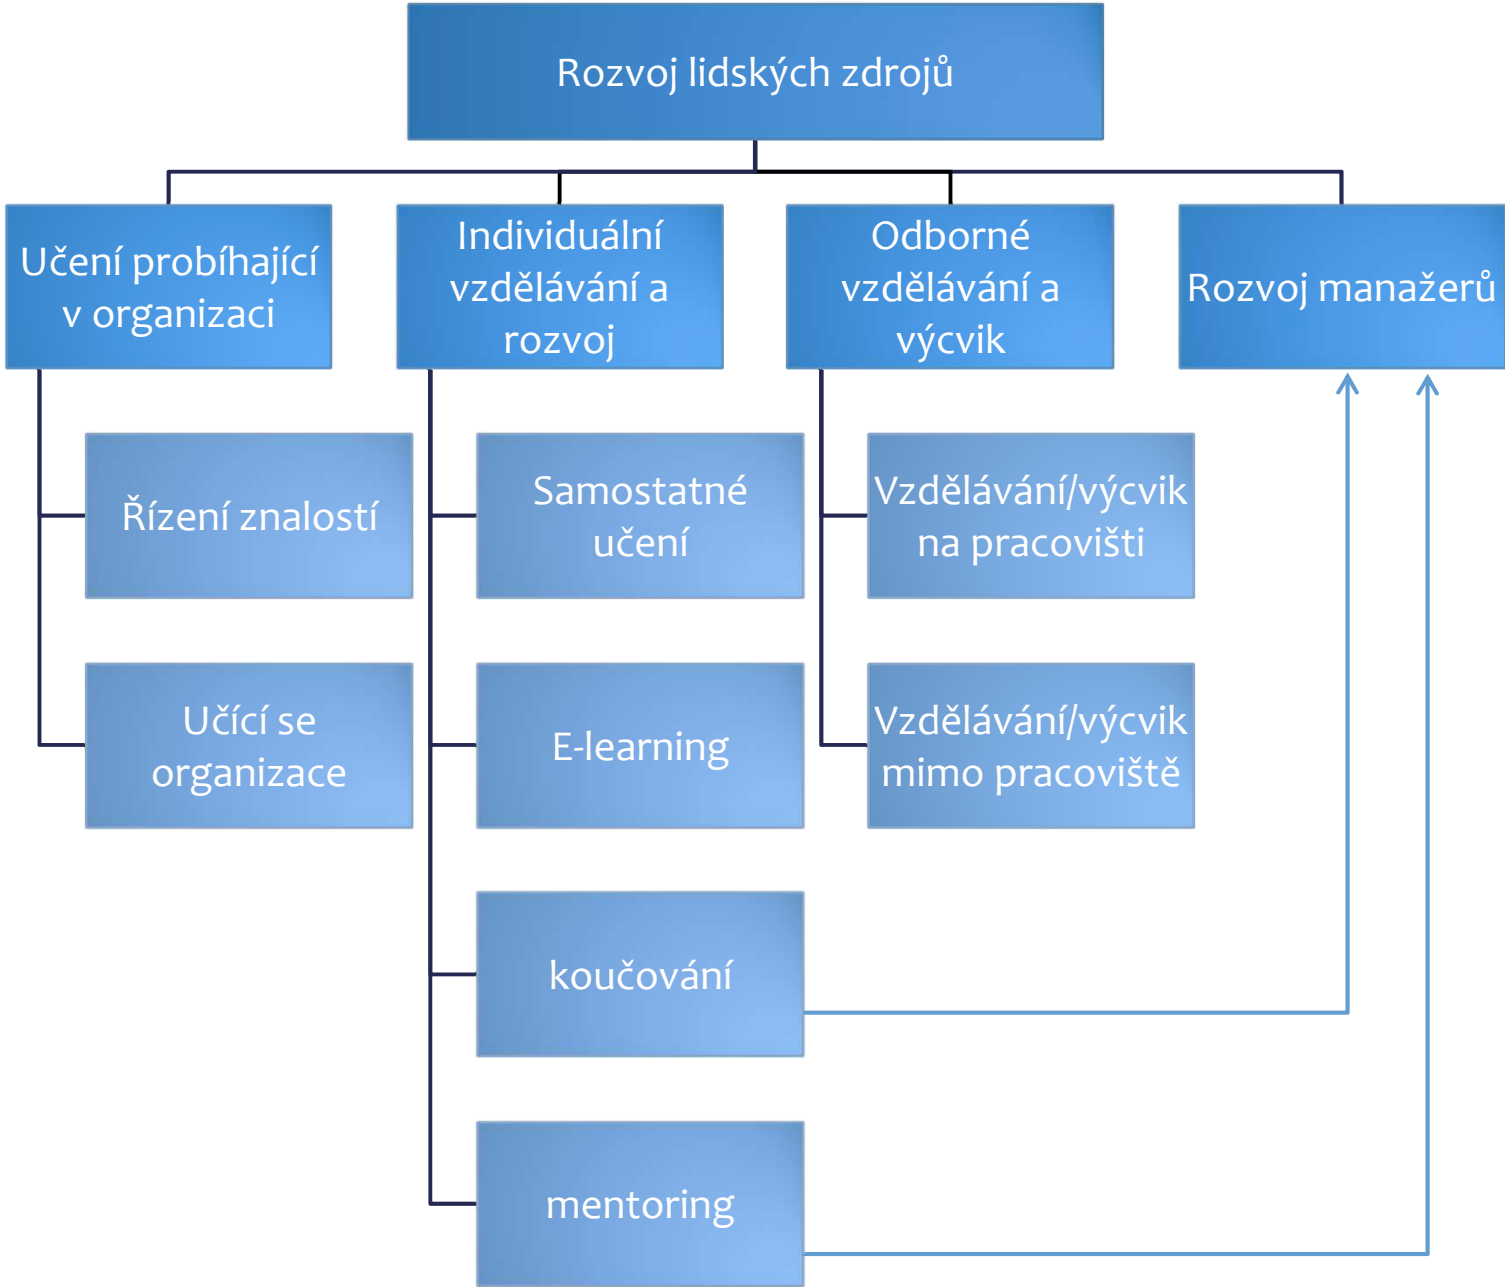 Rozvoj lidských zdrojů
Učení probíhající
v organizaci
Individuální
vzdělávání a
rozvoj
Odborné
vzdělávání a
výcvik
Rozvoj manažerů
Řízení znalostí
Učící se
organizace
Samostatné
učení
E-learning
koučování
mentoring
Vzdělávání/výcvik
na pracovišti
Vzdělávání/výcvik
mimo pracoviště